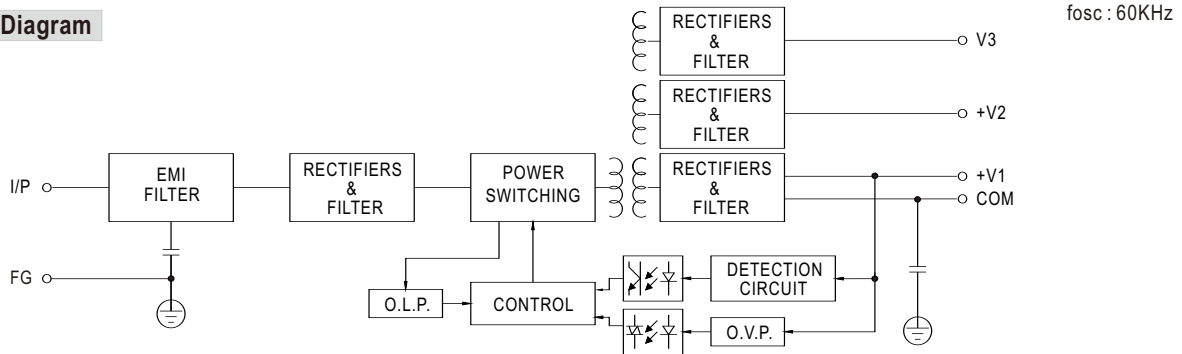 Diagram
fosc : 60KHz
RECTIFIERS
&
FILTER
V3
RECTIFIERS
&
FILTER
+V2
I/P
EMI
FILTER
RECTIFIERS
&
FILTER
POWER
SWITCHING
RECTIFIERS
&
FILTER
+V1
COM
FG
O.L.P.
CONTROL
DETECTION
CIRCUIT
O.V.P.